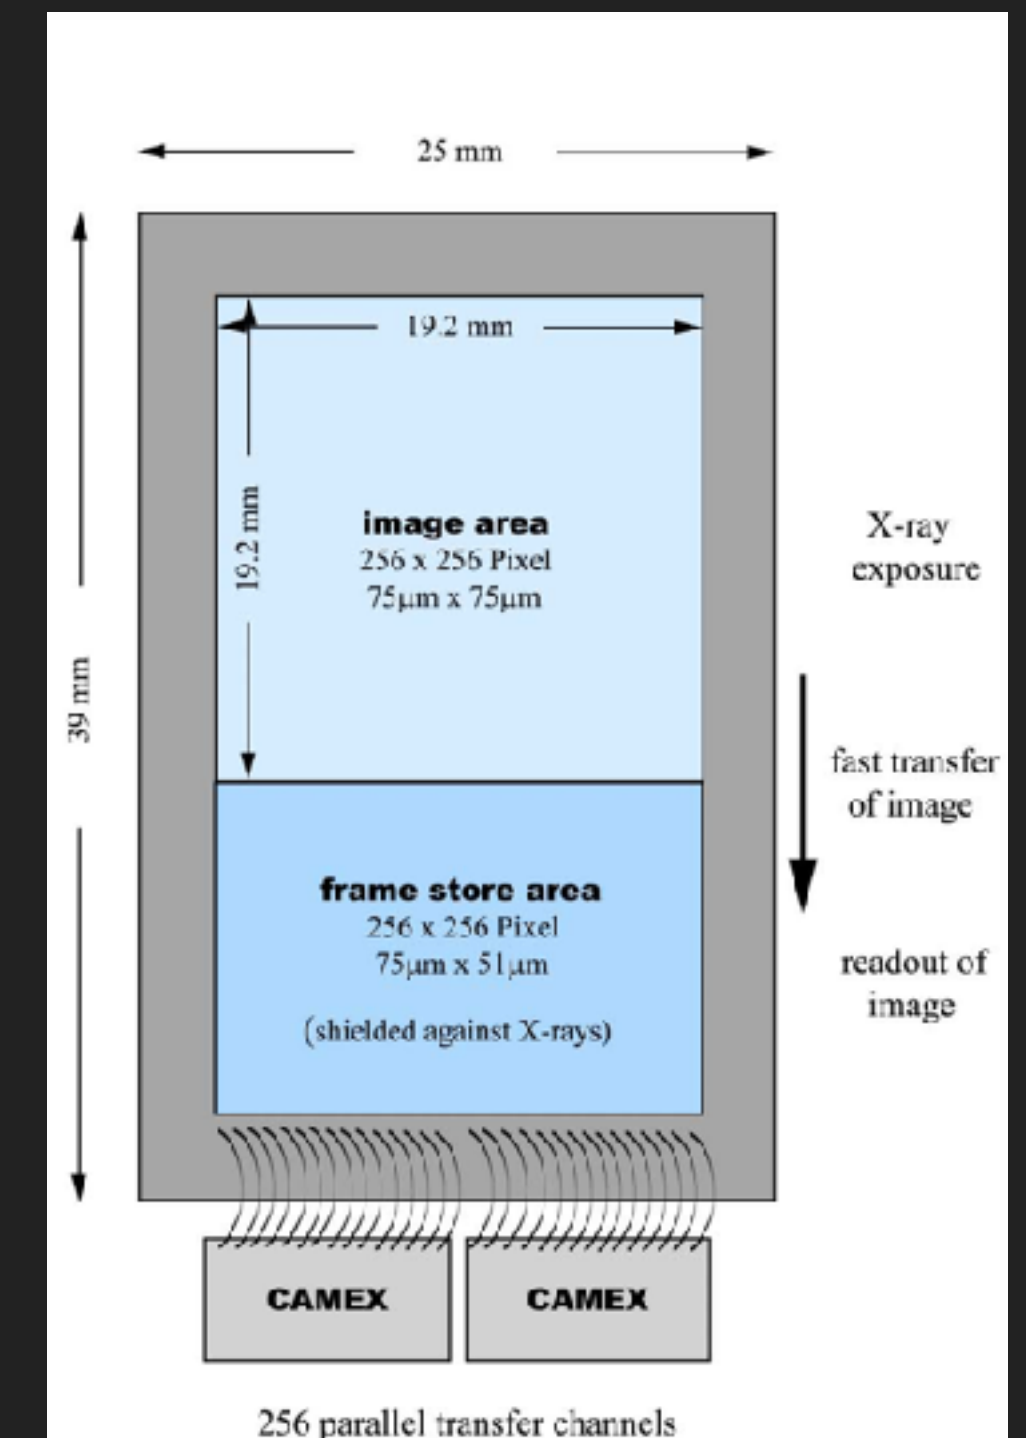 25 mm
19.2 mm
19.2 mm
image area
256 x 256 Pixel
75μm x 75μm
39 mm
X-ray
exposure
fast transfer
of image
frame store area
256 x 256 Pixel
75μm x 51μm
(shielded against X-rays)
readout of
image
CAMEX
CAMEX
256 parallel transfer channels